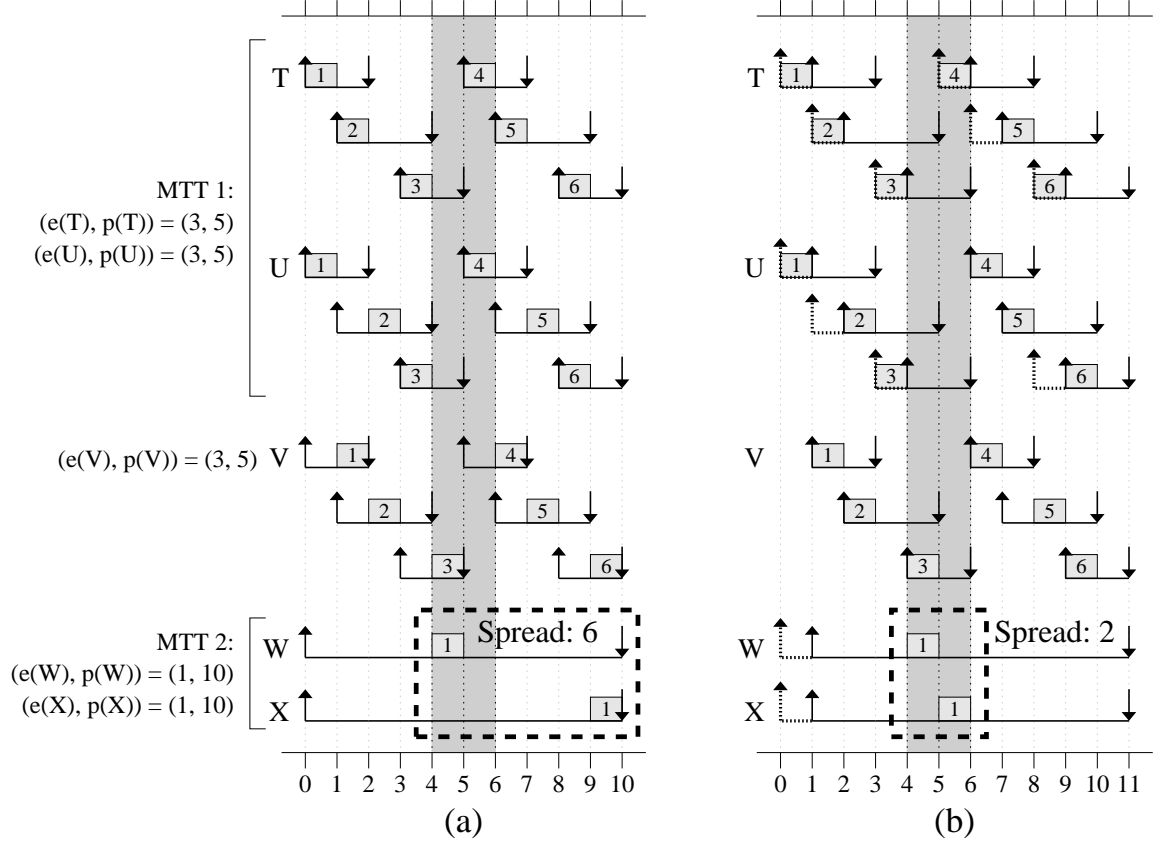 T 1 4 T 1 4
2 5 2 5
3 6 3 6
MTT 1:
(e(T), p(T)) = (3, 5)
(e(U), p(U)) = (3, 5)
U 1 4 U 1 4
2 5 2 5
3 6 3 6
(e(V), p(V)) = (3, 5) V 1 4 V 1 4
2 5 2 5
3 6 3 6
MTT 2:
(e(W), p(W)) = (1, 10)
(e(X), p(X)) = (1, 10)
Spread: 6 Spread: 2
W 1 W 1
X 1 X 1
0 1 2 3 4 5 6 7 8 9 10 0 1 2 3 4 5 6 7 8 9 10 11
(a) (b)